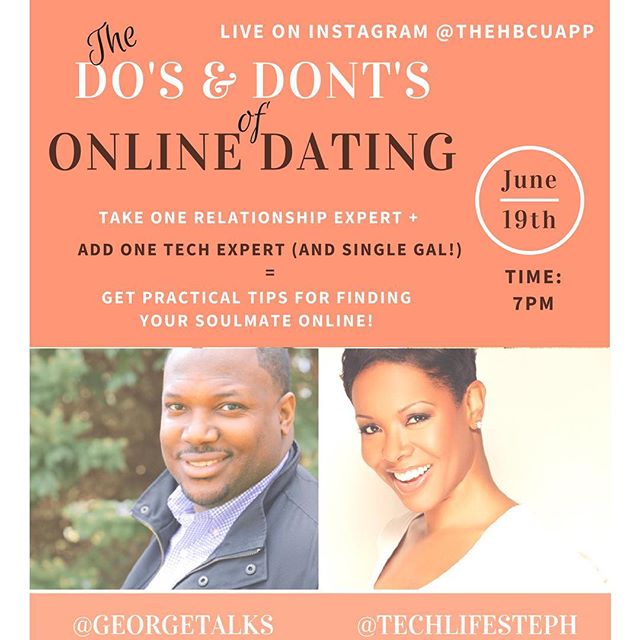 LIVE ON INSTAGRAM @THEHBCUAPP
The
DO'S & DONT'S
of
ONLINE DATING
June
19th
TIME:
7PM
TAKE ONE RELATIONSHIP EXPERT +
ADD ONE TECH EXPERT (AND SINGLE GAL!)
=
GET PRACTICAL TIPS FOR FINDING
YOUR SOULMATE ONLINE!
@GEORGETALKS
@TECHLIFESTEPH